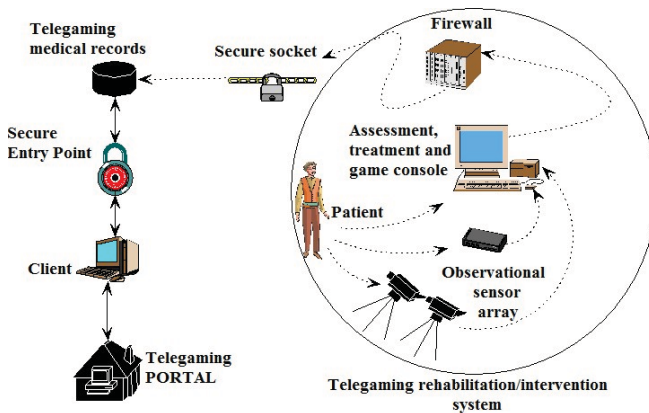 Telegaming
medical records
Secure socket
Firewall
Secure
Entry Point
Assessment,
treatment and
game console
Patient
Client
Observational
sensor
array
Telegaming
PORTAL
Telegaming rehabilitation/intervention
system